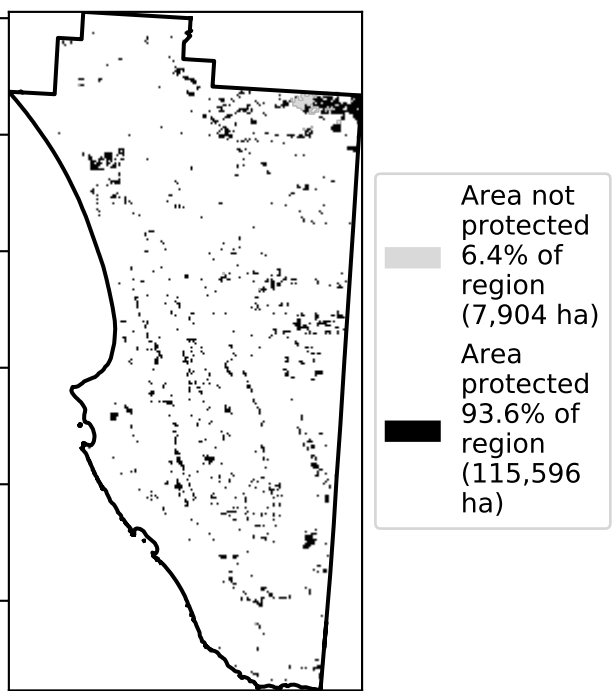 Area not
protected
6.4% of
region
(7,904 ha)
Area
protected
93.6% of
region
(115,596
ha)